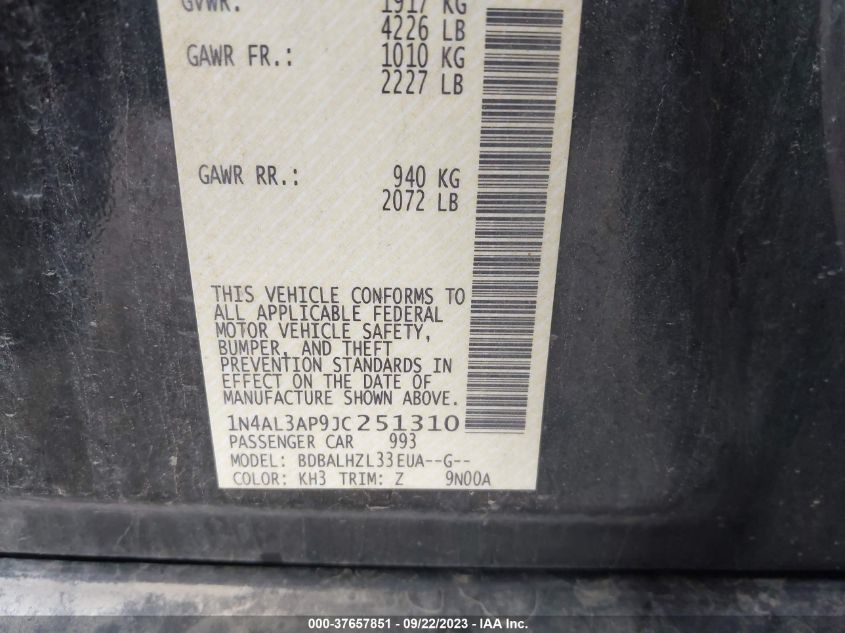 GVWR: 1917 KG
4226 LB
GAWR FR.: 1010 KG
2227 LB
GAWR RR.: 940 KG
2072 LB
THIS VEHICLE CONFORMS TO
ALL APPLICABLE FEDERAL
MOTOR VEHICLE SAFETY,
BUMPER, AND THEFT
PREVENTION STANDARDS IN
EFFECT ON THE DATE OF
MANUFACTURE SHOWN ABOVE.
1N4AL3AP9JC251310
PASSENGER CAR 993
MODEL: BDBALHZL33EUA--G--
COLOR: KH3 TRIM: Z 9N00A
000-37657851 - 09/22/2023 - IAA Inc.